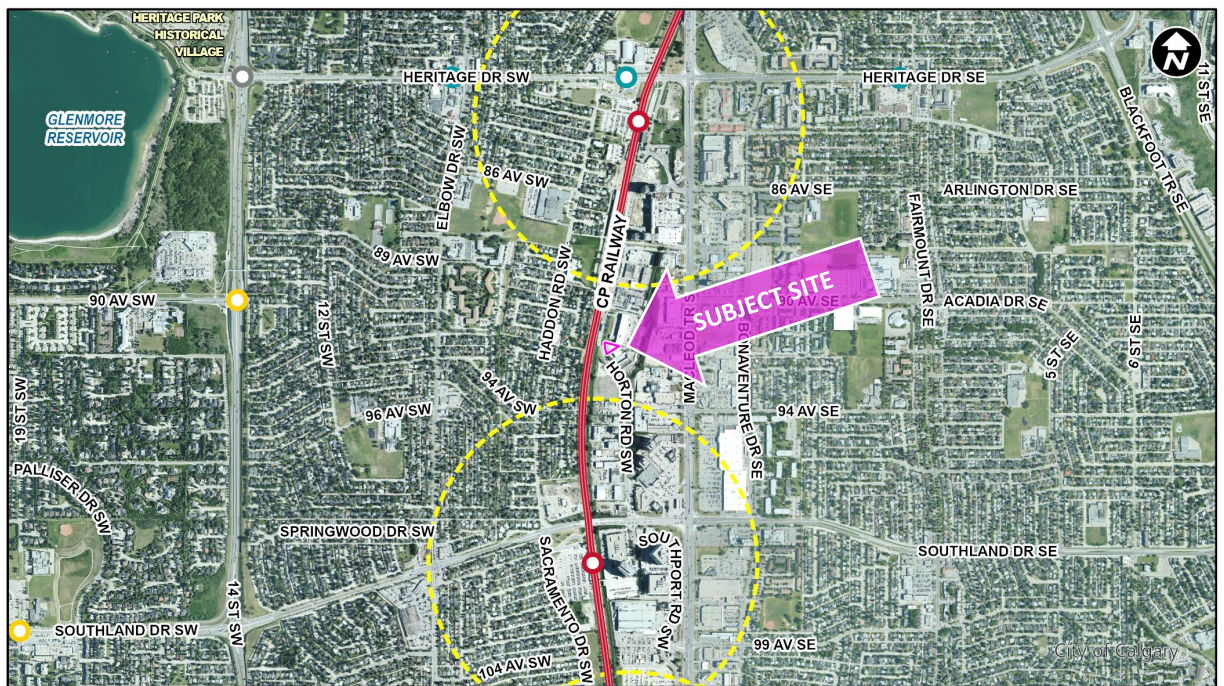 HERITAGE PARK
HISTORICAL
VILLAGE
HERITAGE DR SW
HERITAGE DR SE
N
11 ST SE
GLENMORE
RESERVOIR
BLACKFOOT TR SE
ELBOW DR SW
86 AV SW
86 AV SE
ARLINGTON DR SE
FAIRMOUNT DR SE
CP RAILWAY
89 AV SW
HADDON RD SW
SUBJECT SITE
90 AV SW
90 AV SE
ACADIA DR SE
12 ST SW
MACLEOD TR S
BONAVENTURE DR SE
5 ST SE
6 ST SE
HORTON RD SW
94 AV SW
94 AV SE
96 AV SW
19 ST SW
PALLISER DR SW
SPRINGWOOD DR SW
SOUTHLAND DR SE
SACRAMENTO DR SW
SOUTHPORT RD SW
14 ST SW
SOUTHLAND DR SW
99 AV SE
City of Calgary
104 AV SW